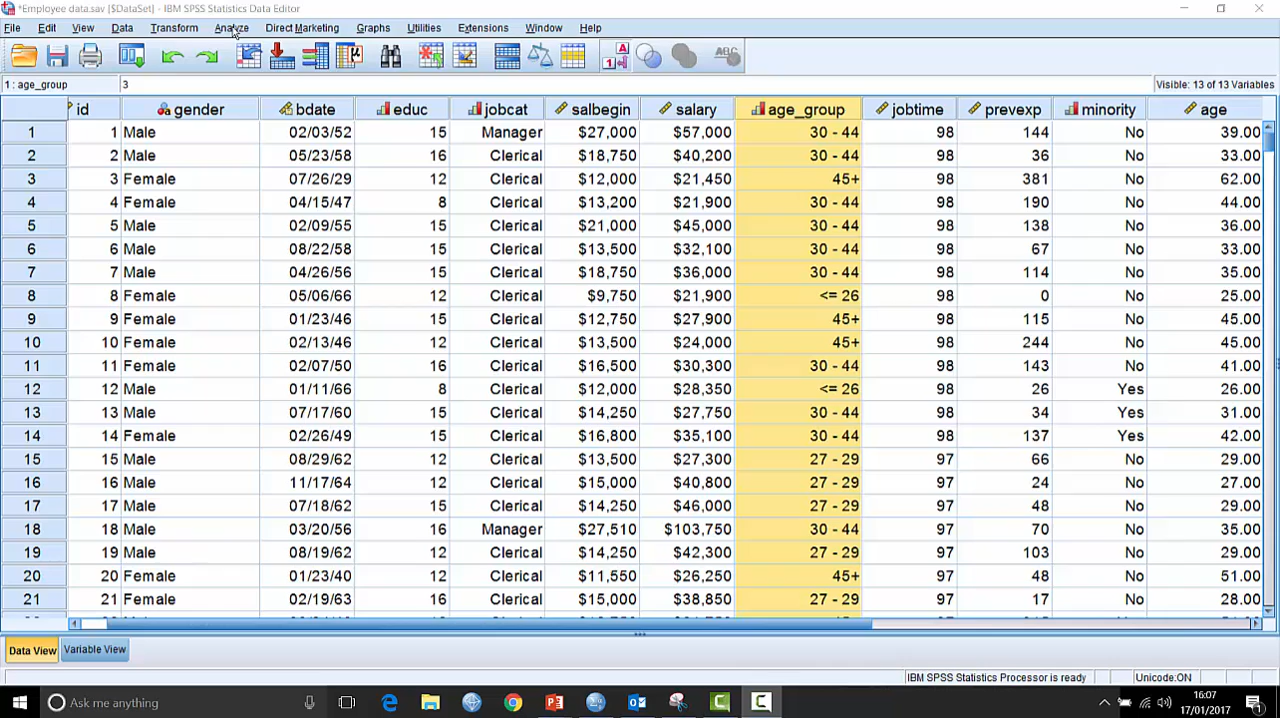 *Employee data.sav [$DataSet] - IBM SPSS Statistics Data Editor
File Edit View Data Transform Analyze Direct Marketing Graphs Utilities Extensions Window Help
1 : age_group 3 Visible: 13 of 13 Variables
id gender bdate educ jobcat salbegin salary age_group jobtime prevexp minority age
1 1 Male 02/03/52 15 Manager $27,000 $57,000 30 - 44 98 144 No 39.00
2 2 Male 05/23/58 16 Clerical $18,750 $40,200 30 - 44 98 36 No 33.00
3 3 Female 07/26/29 12 Clerical $12,000 $21,450 45+ 98 381 No 62.00
4 4 Female 04/15/47 8 Clerical $13,200 $21,900 30 - 44 98 190 No 44.00
5 5 Male 02/09/55 15 Clerical $21,000 $45,000 30 - 44 98 138 No 36.00
6 6 Male 08/22/58 15 Clerical $13,500 $32,100 30 - 44 98 67 No 33.00
7 7 Male 04/26/56 15 Clerical $18,750 $36,000 30 - 44 98 114 No 35.00
8 8 Female 05/06/66 12 Clerical $9,750 $21,900 <= 26 98 0 No 25.00
9 9 Female 01/23/46 15 Clerical $12,750 $27,900 45+ 98 115 No 45.00
10 10 Female 02/13/46 12 Clerical $13,500 $24,000 45+ 98 244 No 45.00
11 11 Female 02/07/50 16 Clerical $16,500 $30,300 30 - 44 98 143 No 41.00
12 12 Male 01/11/66 8 Clerical $12,000 $28,350 <= 26 98 26 Yes 26.00
13 13 Male 07/17/60 15 Clerical $14,250 $27,750 30 - 44 98 34 Yes 31.00
14 14 Female 02/26/49 15 Clerical $16,800 $35,100 30 - 44 98 137 Yes 42.00
15 15 Male 08/29/62 12 Clerical $13,500 $27,300 27 - 29 97 66 No 29.00
16 16 Male 11/17/64 12 Clerical $15,000 $40,800 27 - 29 97 24 No 27.00
17 17 Male 07/18/62 15 Clerical $14,250 $46,000 27 - 29 97 48 No 29.00
18 18 Male 03/20/56 16 Manager $27,510 $103,750 30 - 44 97 70 No 35.00
19 19 Male 08/19/62 12 Clerical $14,250 $42,300 27 - 29 97 103 No 29.00
20 20 Female 01/23/40 12 Clerical $11,550 $26,250 45+ 97 48 No 51.00
21 21 Female 02/19/63 16 Clerical $15,000 $38,850 27 - 29 97 17 No 28.00
Data View Variable View
IBM SPSS Statistics Processor is ready Unicode:ON
Ask me anything 16:07
17/01/2017